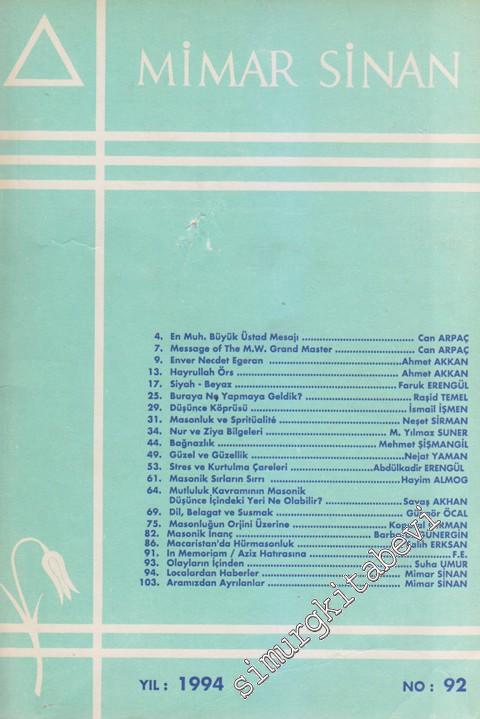 MİMAR SİNAN
4. En Muh. Büyük Üstad Mesajı Can ARPAÇ
7. Message of The M.W. Grand Master Can ARPAÇ
9. Enver Necdet Egeran Ahmet AKKAN
13. Hayrullah Örs Ahmet AKKAN
17. Siyah - Beyaz Faruk ERENGÜL
25. Buraya Ne Yapmaya Geldik? Raşid TEMEL
29. Düşünce Köprüsü İsmail İŞMEN
31. Masonluk ve Spritüalité Neşet SİRMAN
34. Nur ve Ziya Bilgeleri M. Yılmaz SUNER
44. Bağnazlık Mehmet ŞİŞMANGİL
49. Güzel ve Güzellik Nejat YAMAN
53. Stres ve Kurtulma Çareleri Abdülkadir ERENGÜL
61. Masonik Sırların Sırrı Hayim ALMOG
64. Mutluluk Kavramının Masonik
Düşünce İçindeki Yeri Ne Olabilir? Savaş AKHAN
69. Dil, Belagat ve Susmak ÖCAL
75. Masonluğun Orjini Üzerine
82. Masonik İnanç
86. Macaristan'da Hürmasonluk ERKSAN
91. In Memoriam / Aziz Hatırasına F.E.
93. Olayların İçinden Suha UMUR
94. Localardan Haberler Mimar SİNAN
103. Aramızdan Ayrılanlar Mimar SİNAN
YIL : 1994 NO : 92
simurgkitabevi.com